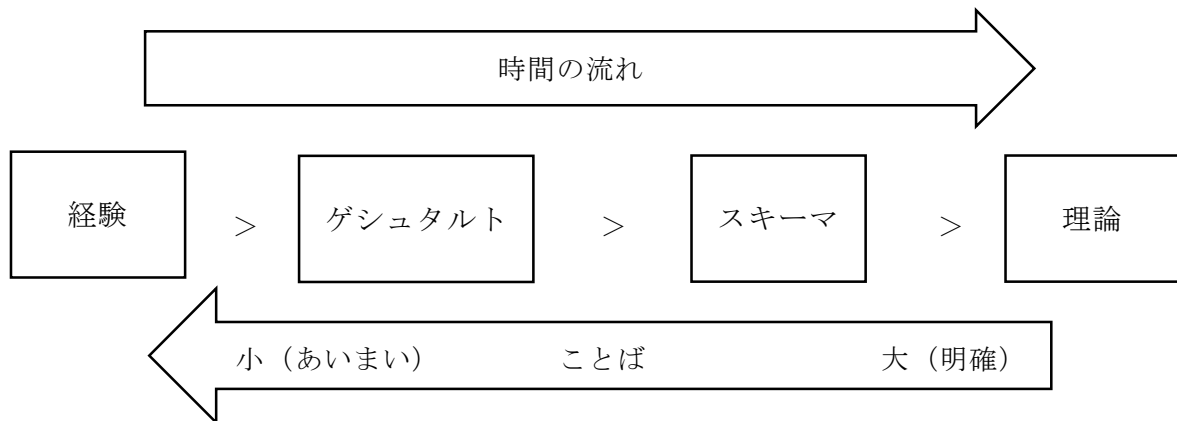 時間の流れ
経験 > ゲシュタルト > スキーマ > 理論
小（あいまい） ことば 大（明確）